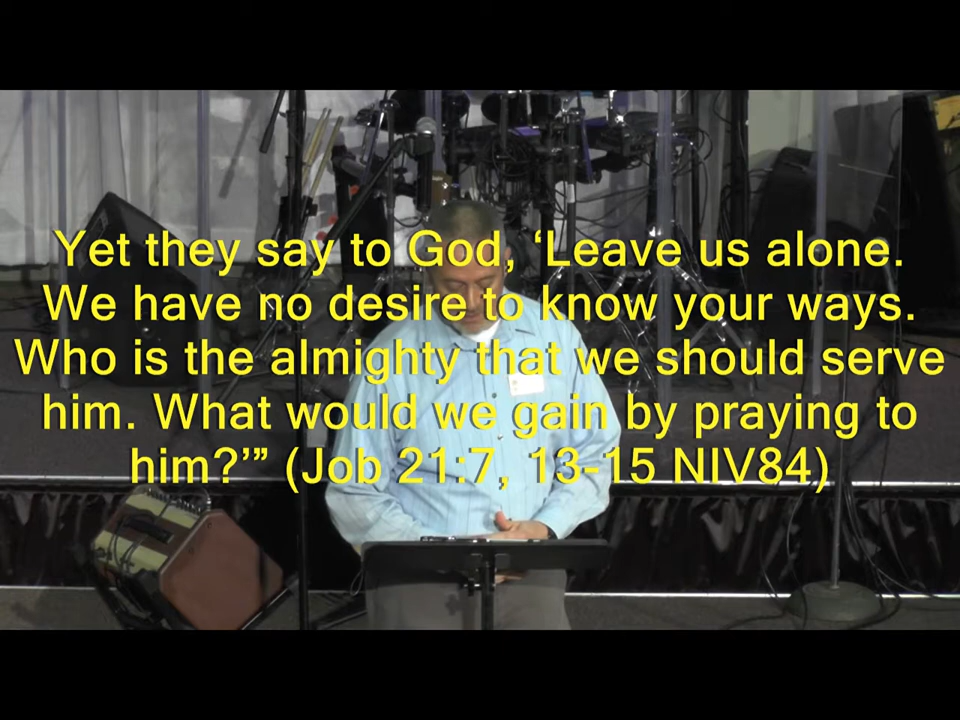 Yet they say to God, ‘Leave us alone.
We have no desire to know your ways.
Who is the almighty that we should serve
him. What would we gain by praying to
him?’” (Job 21:7, 13-15 NIV84)